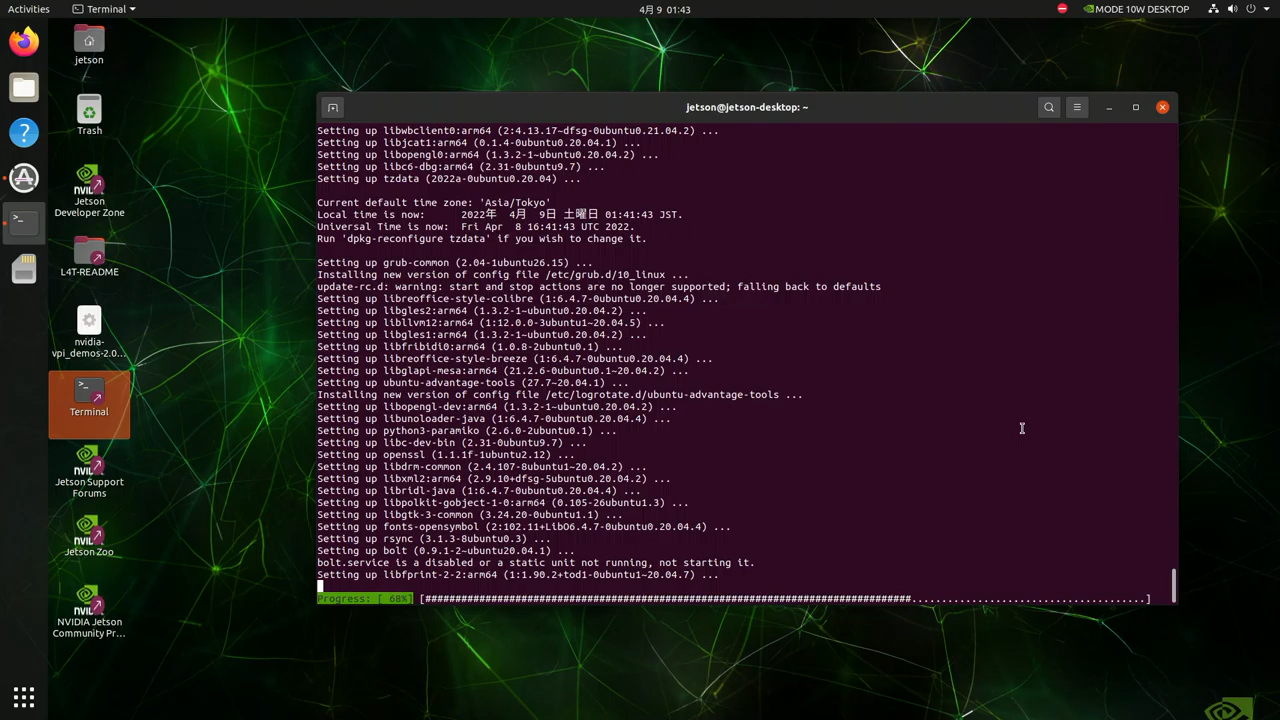 Activities
Terminal
4月 9 01:43
MODE 10W DESKTOP
jetson
Trash
Jetson
Developer Zone
L4T-README
nvidia-
vpi_demos-2.0...
Terminal
Jetson Support
Forums
Jetson Zoo
NVIDIA Jetson
Community Pr...
jetson@jetson-desktop: ~
Setting up libwbclient0:arm64 (2:4.13.17~dfsg-0ubuntu0.21.04.2) ...
Setting up libjcat1:arm64 (0.1.4-0ubuntu0.20.04.1) ...
Setting up libopengl0:arm64 (1.3.2-1~ubuntu0.20.04.2) ...
Setting up libc6-dbg:arm64 (2.31-0ubuntu9.7) ...
Setting up tzdata (2022a-0ubuntu0.20.04) ...
Current default time zone: 'Asia/Tokyo'
Local time is now:      2022年  4月  9日 土曜日 01:41:43 JST.
Universal Time is now:  Fri Apr  8 16:41:43 UTC 2022.
Run 'dpkg-reconfigure tzdata' if you wish to change it.
Setting up grub-common (2.04-1ubuntu26.15) ...
Installing new version of config file /etc/grub.d/10_linux ...
update-rc.d: warning: start and stop actions are no longer supported; falling back to defaults
Setting up libreoffice-style-colibre (1:6.4.7-0ubuntu0.20.04.4) ...
Setting up libgles2:arm64 (1.3.2-1~ubuntu0.20.04.2) ...
Setting up libllvm12:arm64 (1:12.0.0-3ubuntu1~20.04.5) ...
Setting up libgles1:arm64 (1.3.2-1~ubuntu0.20.04.2) ...
Setting up libfribidi0:arm64 (1.0.8-2ubuntu0.1) ...
Setting up libreoffice-style-breeze (1:6.4.7-0ubuntu0.20.04.4) ...
Setting up libglapi-mesa:arm64 (21.2.6-0ubuntu0.1~20.04.2) ...
Setting up ubuntu-advantage-tools (27.7~20.04.1) ...
Installing new version of config file /etc/logrotate.d/ubuntu-advantage-tools ...
Setting up libopengl-dev:arm64 (1.3.2-1~ubuntu0.20.04.2) ...
Setting up libunoloader-java (1:6.4.7-0ubuntu0.20.04.4) ...
Setting up python3-paramiko (2.6.0-2ubuntu0.1) ...
Setting up libc-dev-bin (2.31-0ubuntu9.7) ...
Setting up openssl (1.1.1f-1ubuntu2.12) ...
Setting up libdrm-common (2.4.107-8ubuntu1~20.04.2) ...
Setting up libxml2:arm64 (2.9.10+dfsg-5ubuntu0.20.04.2) ...
Setting up libridl-java (1:6.4.7-0ubuntu0.20.04.4) ...
Setting up libpolkit-gobject-1-0:arm64 (0.105-26ubuntu1.3) ...
Setting up libgtk-3-common (3.24.20-0ubuntu1.1) ...
Setting up fonts-opensymbol (2:102.11+LibO6.4.7-0ubuntu0.20.04.4) ...
Setting up rsync (3.1.3-8ubuntu0.3) ...
Setting up bolt (0.9.1-2~ubuntu20.04.1) ...
bolt.service is a disabled or a static unit not running, not starting it.
Setting up libfprint-2-2:arm64 (1:1.90.2+tod1-0ubuntu1~20.04.7) ...
Progress: [ 68%] [#################################################################################.......................................]